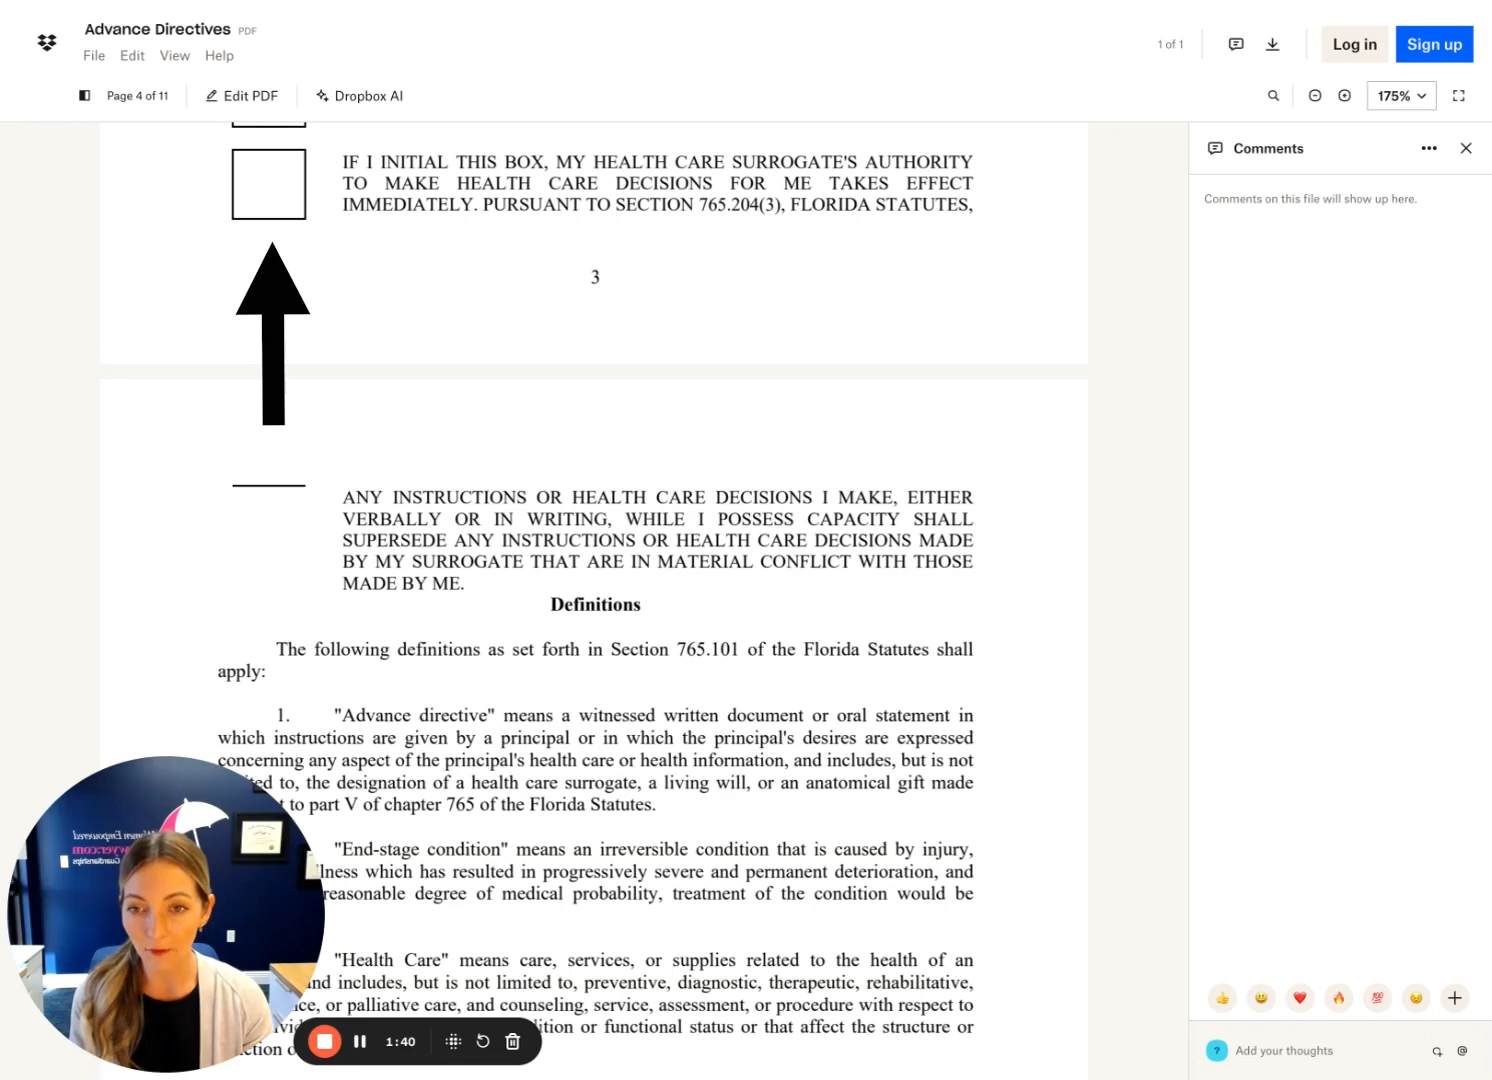 Advance Directives PDF
File Edit View Help
1 of 1
Log in
Sign up
Page 4 of 11
Edit PDF
Dropbox AI
175%
IF I INITIAL THIS BOX, MY HEALTH CARE SURROGATE'S AUTHORITY
TO MAKE HEALTH CARE DECISIONS FOR ME TAKES EFFECT
IMMEDIATELY. PURSUANT TO SECTION 765.204(3), FLORIDA STATUTES,
3
ANY INSTRUCTIONS OR HEALTH CARE DECISIONS I MAKE, EITHER
VERBALLY OR IN WRITING, WHILE I POSSESS CAPACITY SHALL
SUPERSEDE ANY INSTRUCTIONS OR HEALTH CARE DECISIONS MADE
BY MY SURROGATE THAT ARE IN MATERIAL CONFLICT WITH THOSE
MADE BY ME.
Definitions
The following definitions as set forth in Section 765.101 of the Florida Statutes shall
apply:
1. "Advance directive" means a witnessed written document or oral statement in
which instructions are given by a principal or in which the principal's desires are expressed
concerning any aspect of the principal's health care or health information, and includes, but is not
to, the designation of a health care surrogate, a living will, or an anatomical gift made
to part V of chapter 765 of the Florida Statutes.
"End-stage condition" means an irreversible condition that is caused by injury,
which has resulted in progressively severe and permanent deterioration, and
reasonable degree of medical probability, treatment of the condition would be
"Health Care" means care, services, or supplies related to the health of an
and includes, but is not limited to, preventive, diagnostic, therapeutic, rehabilitative,
or palliative care, and counseling, service, assessment, or procedure with respect to
or functional status or that affect the structure or
Women Empowered
1:40
Comments
Comments on this file will show up here.
💯
? Add your thoughts
@